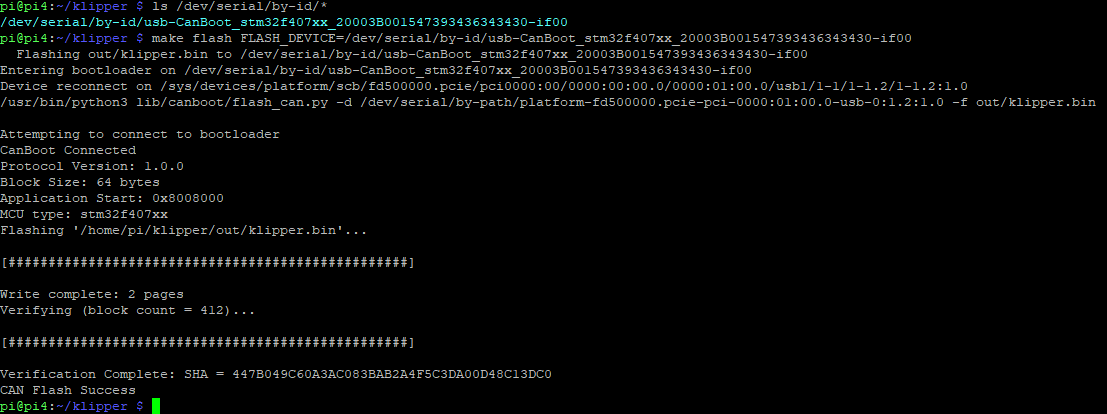 pi@pi4:~/klipper $ ls /dev/serial/by-id/*
/dev/serial/by-id/usb-CanBoot_stm32f407xx_20003B001547393436343430-if00
pi@pi4:~/klipper $ make flash FLASH_DEVICE=/dev/serial/by-id/usb-CanBoot_stm32f407xx_20003B001547393436343430-if00
  Flashing out/klipper.bin to /dev/serial/by-id/usb-CanBoot_stm32f407xx_20003B001547393436343430-if00
Entering bootloader on /dev/serial/by-id/usb-CanBoot_stm32f407xx_20003B001547393436343430-if00
Device reconnect on /sys/devices/platform/scb/fd500000.pcie/pci0000:00/0000:00:00.0/0000:01:00.0/usb1/1-1/1-1.2/1-1.2:1.0
/usr/bin/python3 lib/canboot/flash_can.py -d /dev/serial/by-path/platform-fd500000.pcie-pci-0000:01:00.0-usb-0:1.2:1.0 -f out/klipper.bin
Attempting to connect to bootloader
CanBoot Connected
Protocol Version: 1.0.0
Block Size: 64 bytes
Application Start: 0x8008000
MCU type: stm32f407xx
Flashing '/home/pi/klipper/out/klipper.bin'...
[##################################################]
Write complete: 2 pages
Verifying (block count = 412)...
[##################################################]
Verification Complete: SHA = 447B049C60A3AC083BAB2A4F5C3DA00D48C13DC0
CAN Flash Success
pi@pi4:~/klipper $